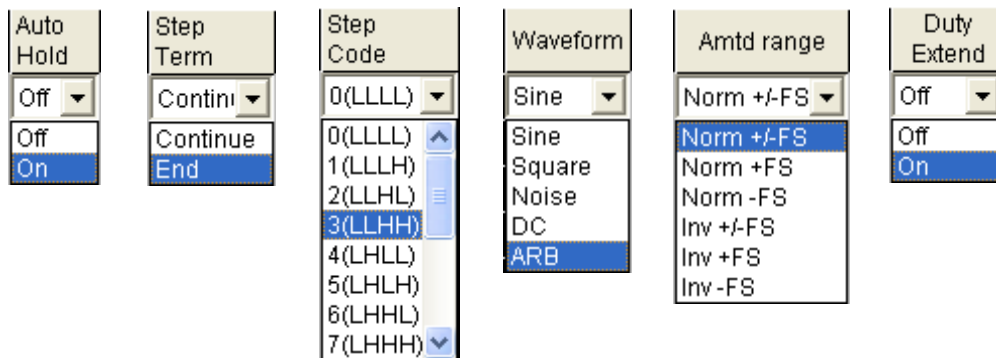 Auto
Hold
Off
Off
On
Step
Term
Contin
Continue
End
Step
Code
0(LLLL)
0(LLLL)
1(LLLH)
2(LLHL)
3(LLHH)
4(LHLL)
5(LHLH)
6(LHHL)
7(LHHH)
Waveform
Sine
Sine
Square
Noise
DC
ARB
Amtd range
Norm +/-FS
Norm +/-FS
Norm +FS
Norm -FS
Inv +/-FS
Inv +FS
Inv -FS
Duty
Extend
Off
Off
On